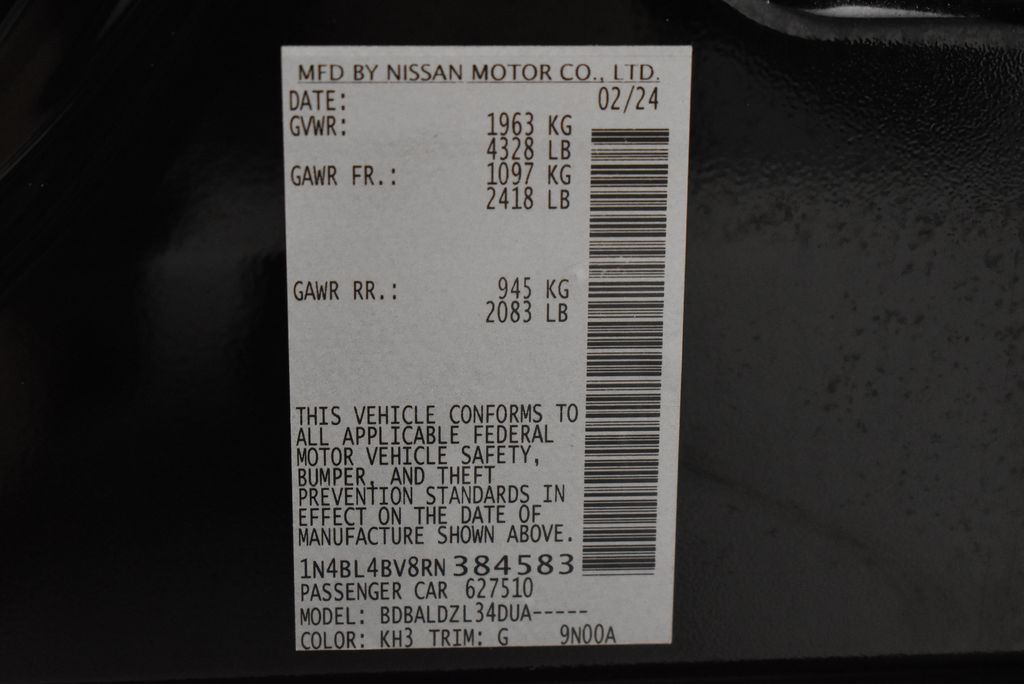 MFD BY NISSAN MOTOR CO., LTD.
DATE: 02/24
GVWR: 1963 KG
4328 LB
GAWR FR.: 1097 KG
2418 LB
GAWR RR.: 945 KG
2083 LB
THIS VEHICLE CONFORMS TO
ALL APPLICABLE FEDERAL
MOTOR VEHICLE SAFETY,
BUMPER, AND THEFT
PREVENTION STANDARDS IN
EFFECT ON THE DATE OF
MANUFACTURE SHOWN ABOVE.
1N4BL4BV8RN384583
PASSENGER CAR 627510
MODEL: BDBALDZL34DUA-----
COLOR: KH3 TRIM: G 9N00A